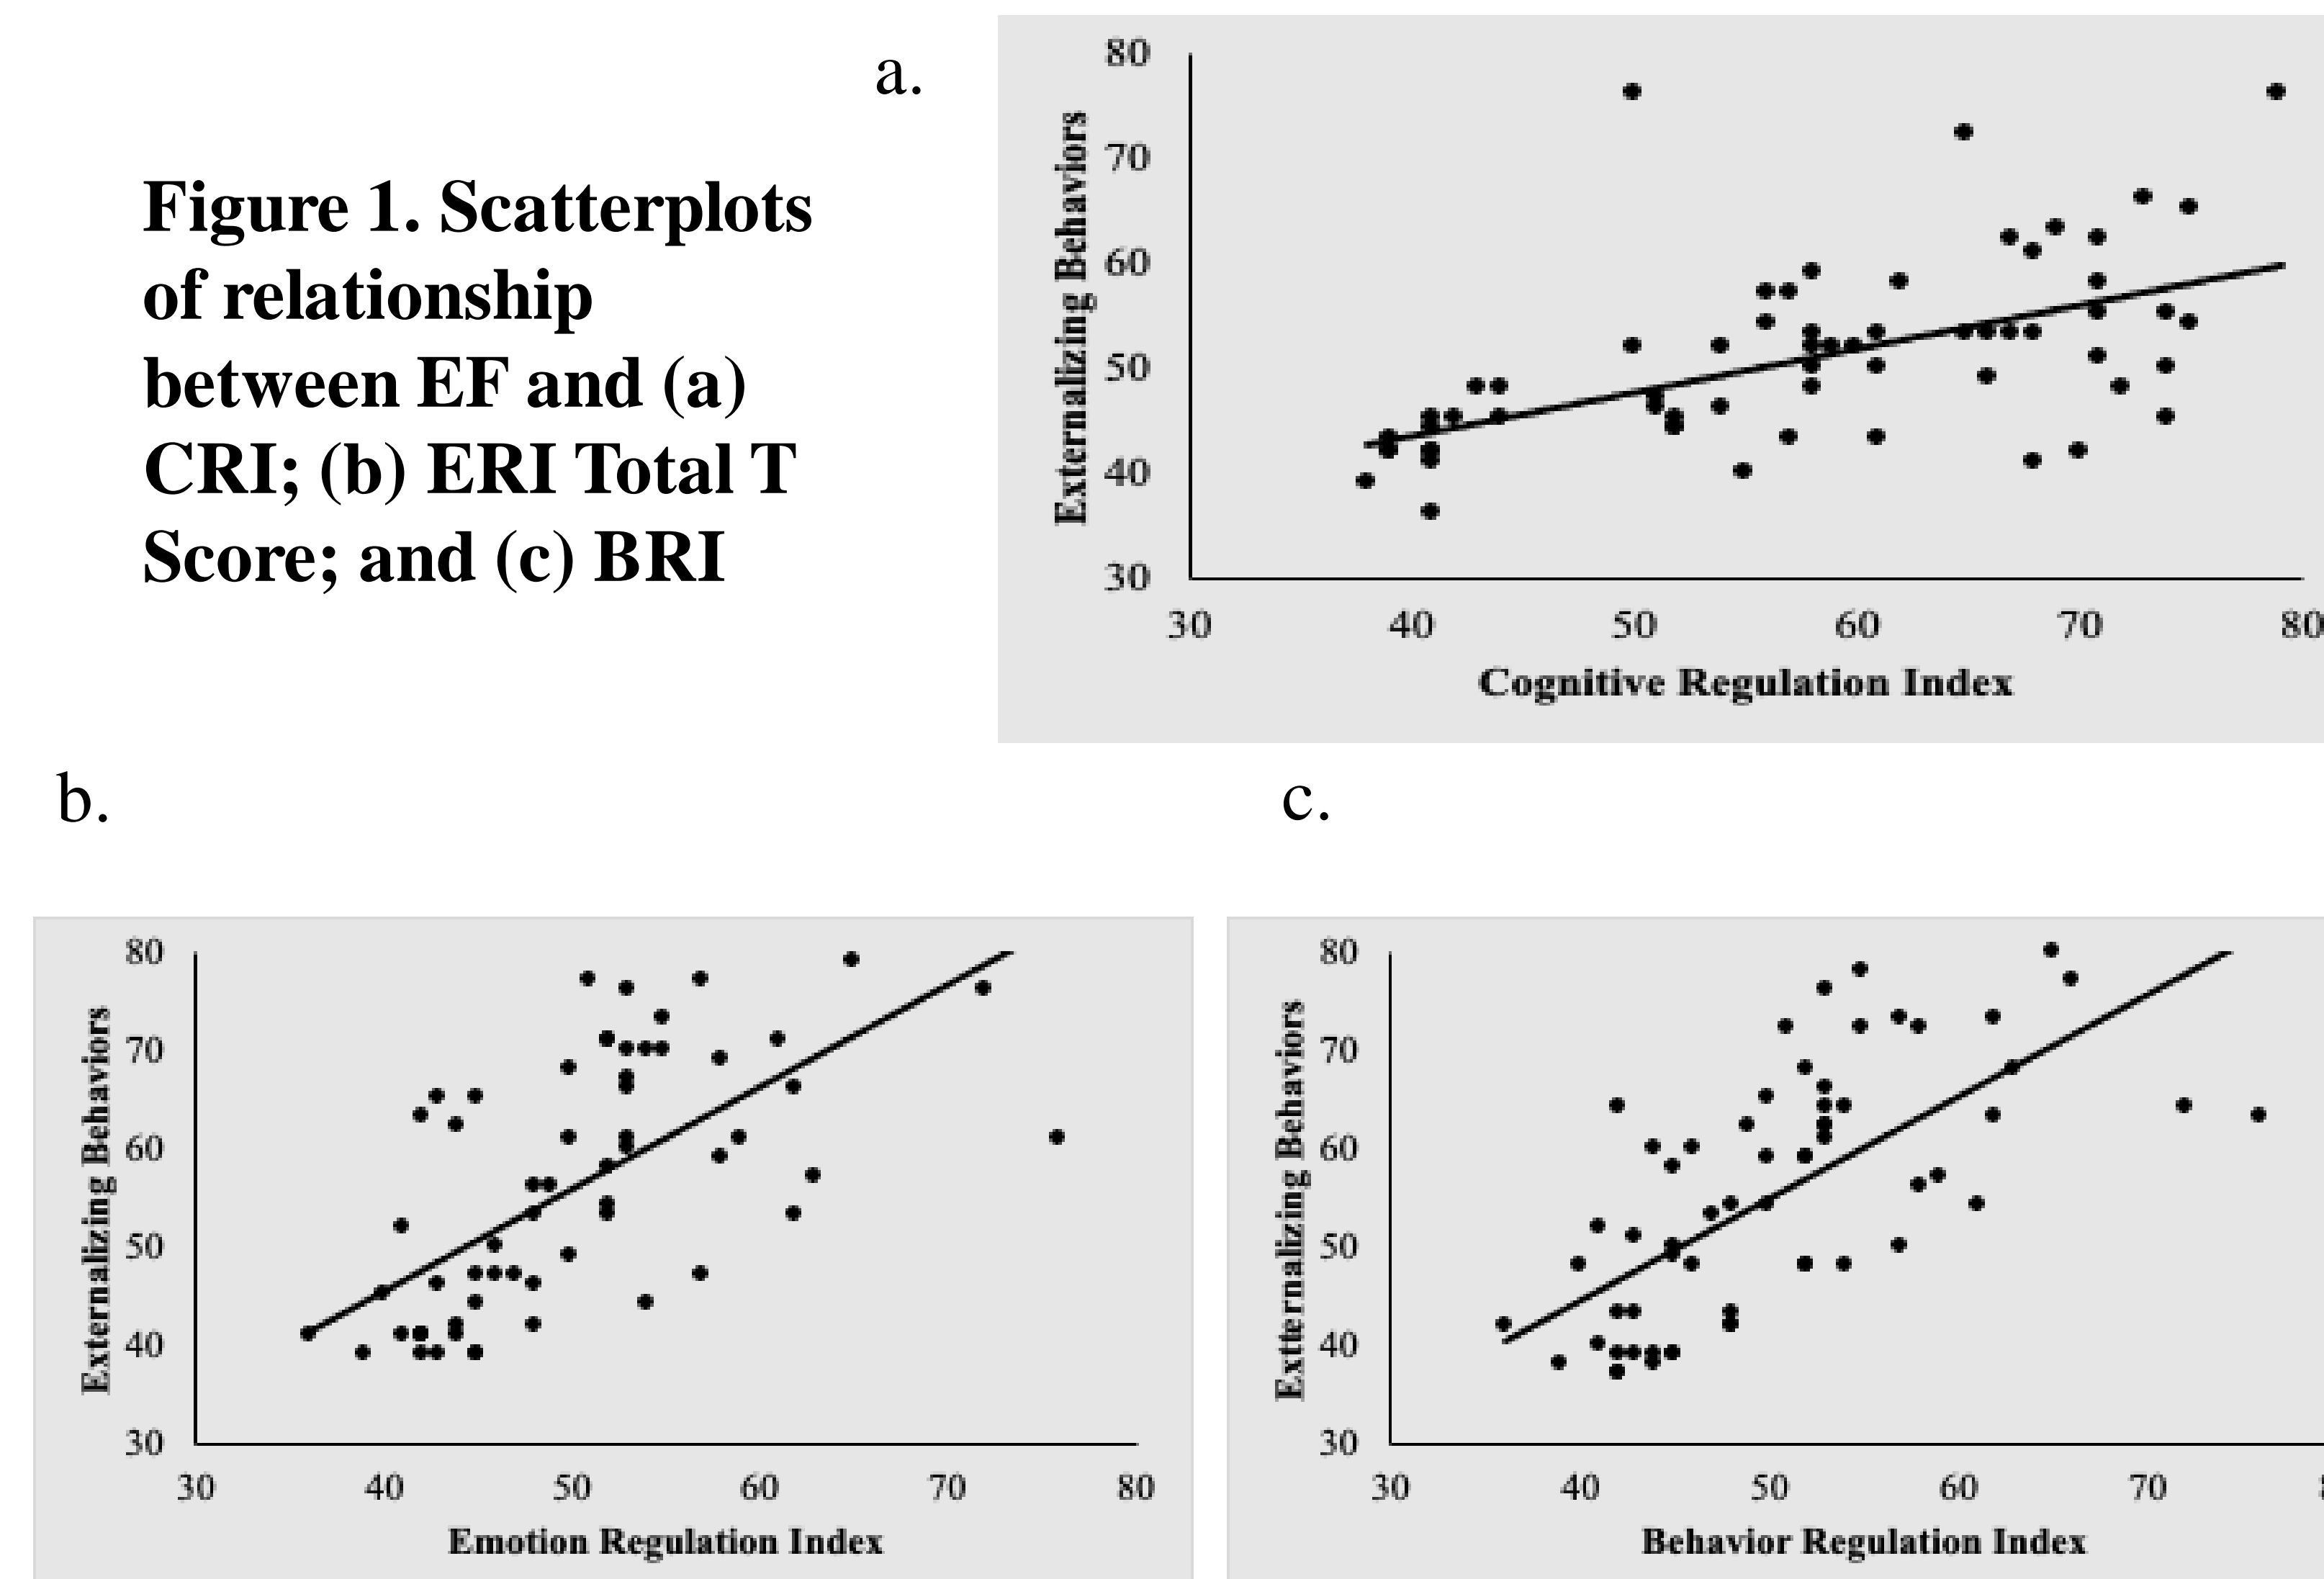 a.
Figure 1. Scatterplots
of relationship
between EF and (a)
CRI; (b) ERI Total T
Score; and (c) BRI
80
70
60
50
40
30
Externalizing Behaviors
30 40 50 60 70 80
Cognitive Regulation Index
b.
c.
80
70
60
50
40
30
Externalizing Behaviors
30 40 50 60 70 80
Emotion Regulation Index
80
70
60
50
40
30
Extternalizing Behaviors
30 40 50 60 70
Behavior Regulation Index